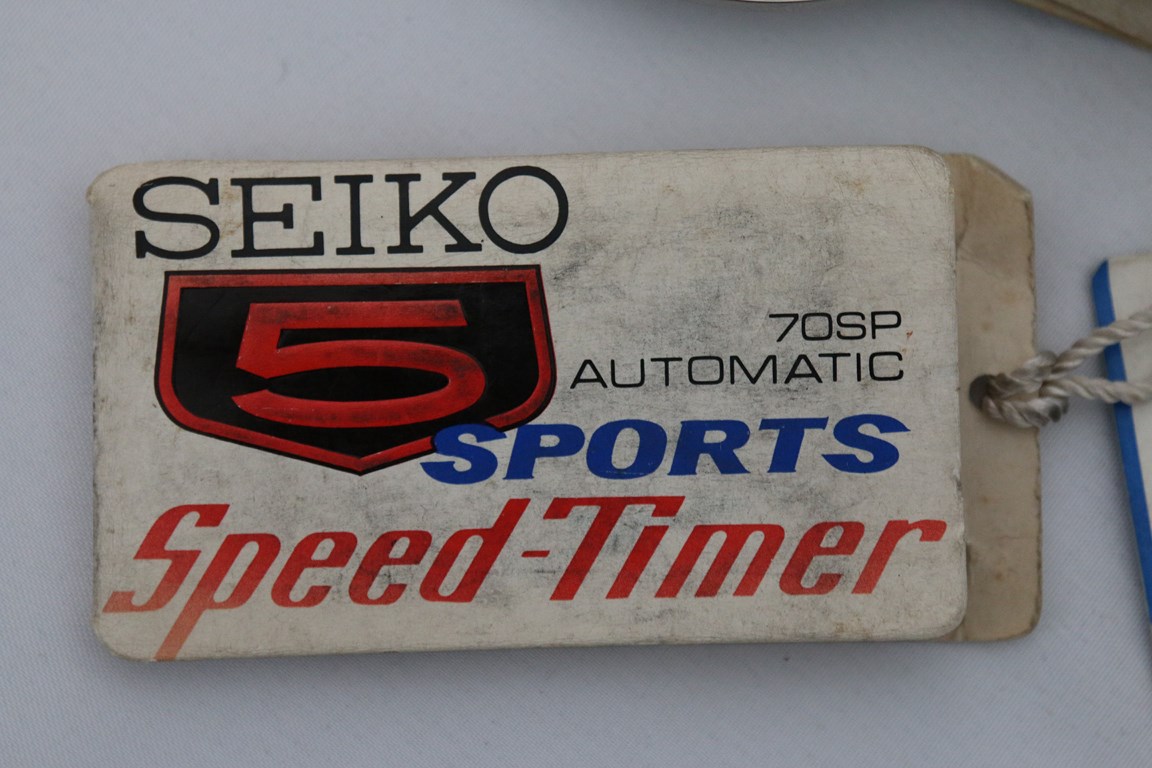 SEIKO
5
70SP
AUTOMATIC
SPORTS
Speed-Timer